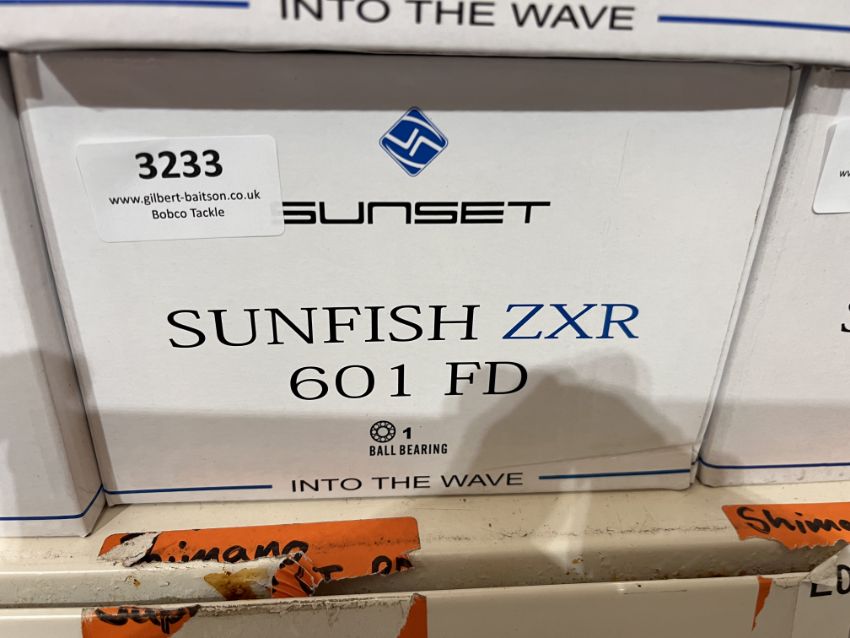 INTO THE WAVE
3233
www.gilbert-baitson.co.uk
Bobco Tackle
SUNSET
SUNFISH ZXR
601 FD
1
BALL BEARING
INTO THE WAVE
Shimano